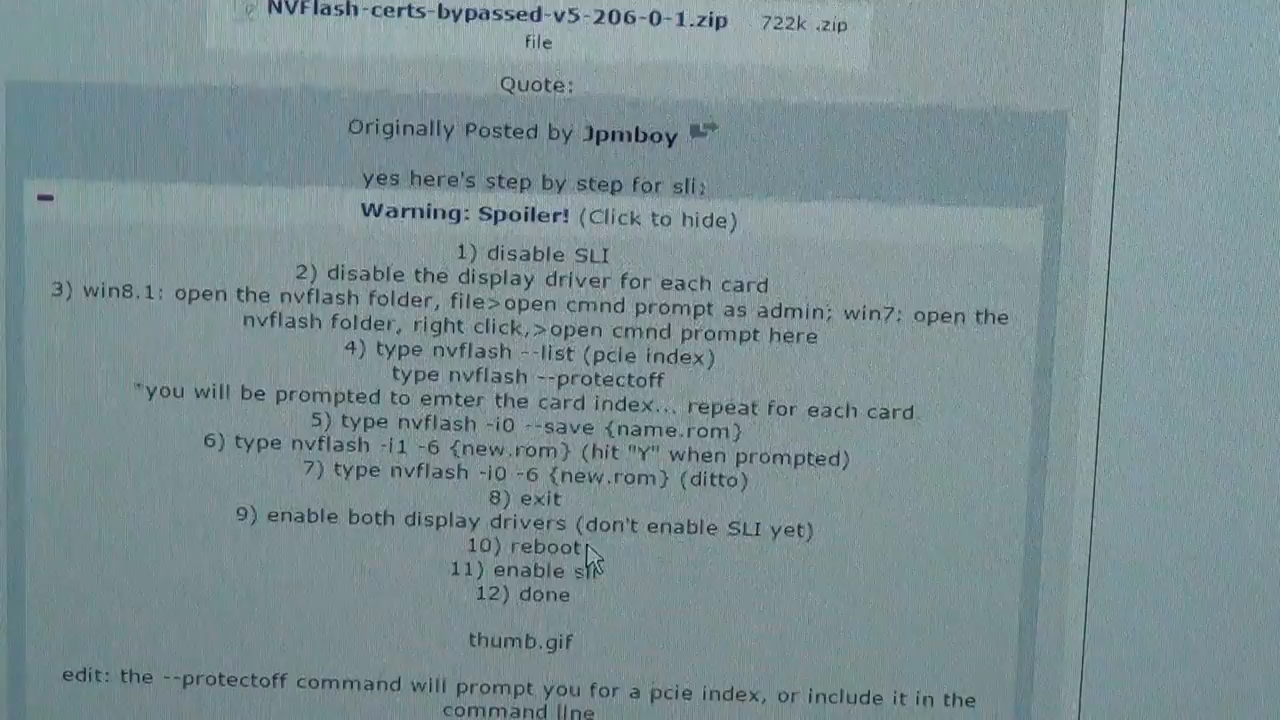 NVFlash-certs-bypassed-v5-206-0-1.zip 722k .zip
file
Quote:
Originally Posted by Jpmboy
yes here's step by step for sli:
Warning: Spoiler! (Click to hide)
1) disable SLI
2) disable the display driver for each card
3) win8.1: open the nvflash folder, file>open cmnd prompt as admin; win7: open the
nvflash folder, right click,>open cmnd prompt here
4) type nvflash --list (pcie index)
type nvflash --protectoff
*you will be prompted to emter the card index... repeat for each card.
5) type nvflash -i0 --save {name.rom}
6) type nvflash -i1 -6 {new.rom} (hit "Y" when prompted)
7) type nvflash -i0 -6 {new.rom} (ditto)
8) exit
9) enable both display drivers (don't enable SLI yet)
10) reboot
11) enable sli
12) done
thumb.gif
edit: the --protectoff command will prompt you for a pcie index, or include it in the
command line